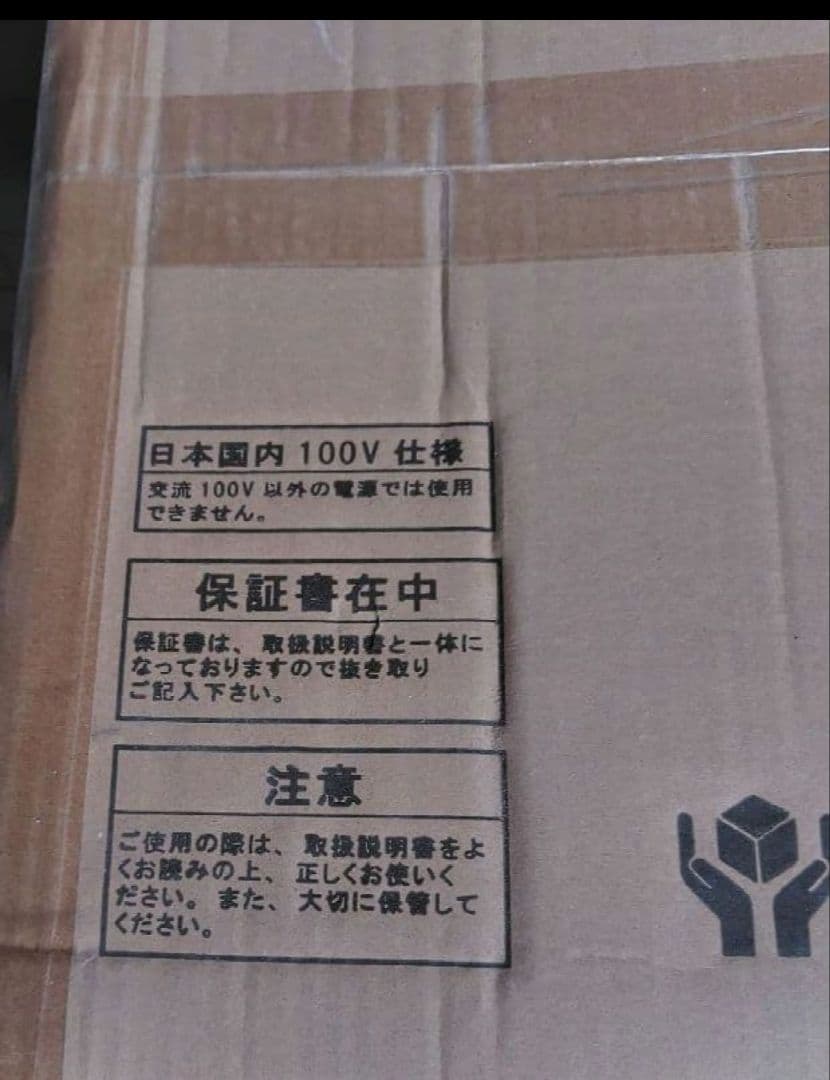 日本国内 100V 仕様
交流 100V 以外の電源では使用
できません。
保証書在中
保証書は、取扱説明書と一体に
なっておりますので抜き取り
ご記入下さい。
注意
ご使用の際は、取扱説明書をよ
くお読みの上、正しくお使いく
ださい。また、大切に保管して
ください。